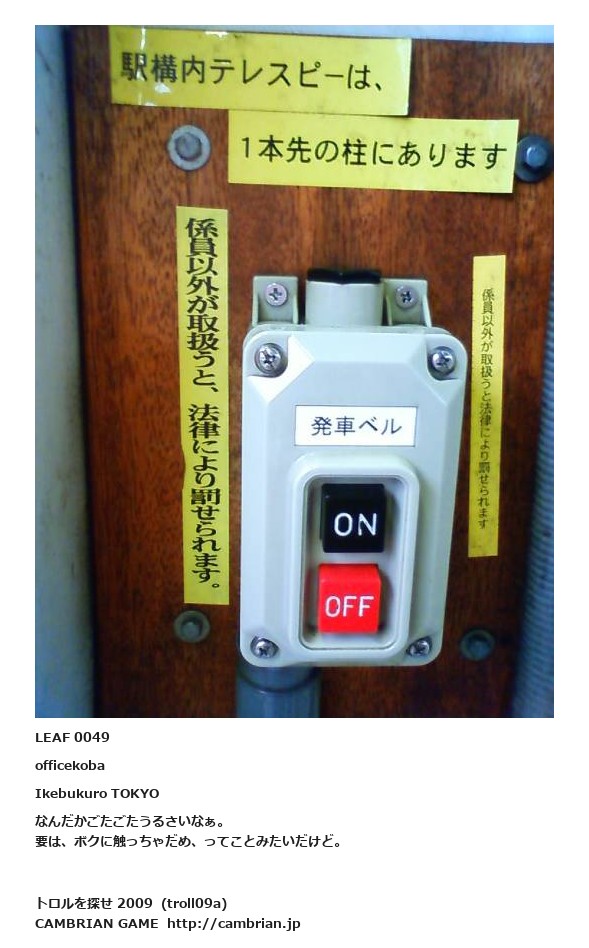 駅構内テレスピーは、
1本先の柱にあります
係員以外が取扱うと、法律により罰せられます。
係員以外が取扱うと法律により罰せられます
発車ベル
ON
OFF
LEAF 0049
officekoba
Ikebukuro TOKYO
なんだかごたごたうるさいなぁ。
要は、ボクに触っちゃだめ、ってことみたいだけど。
トロルを探せ 2009 (troll09a)
CAMBRIAN GAME http://cambrian.jp